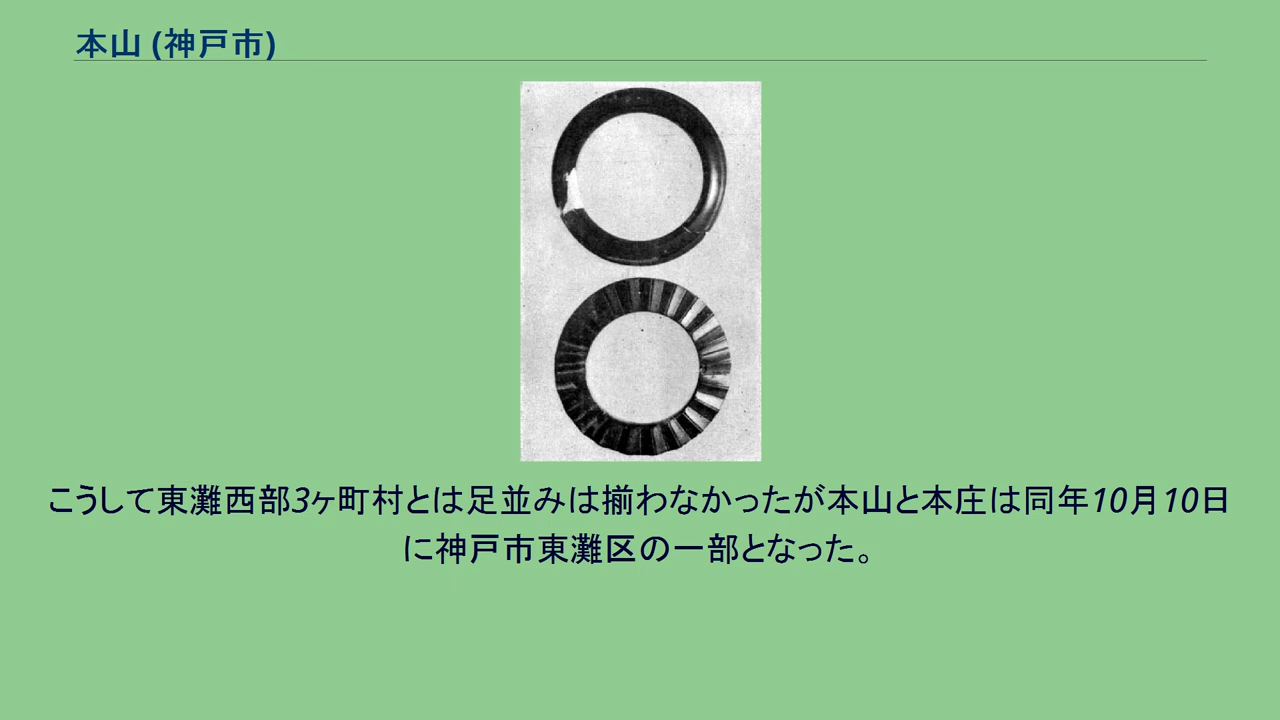 本山 (神戸市)
こうして東灘西部3ヶ町村とは足並みは揃わなかったが本山と本庄は同年10月10日
に神戸市東灘区の一部となった。